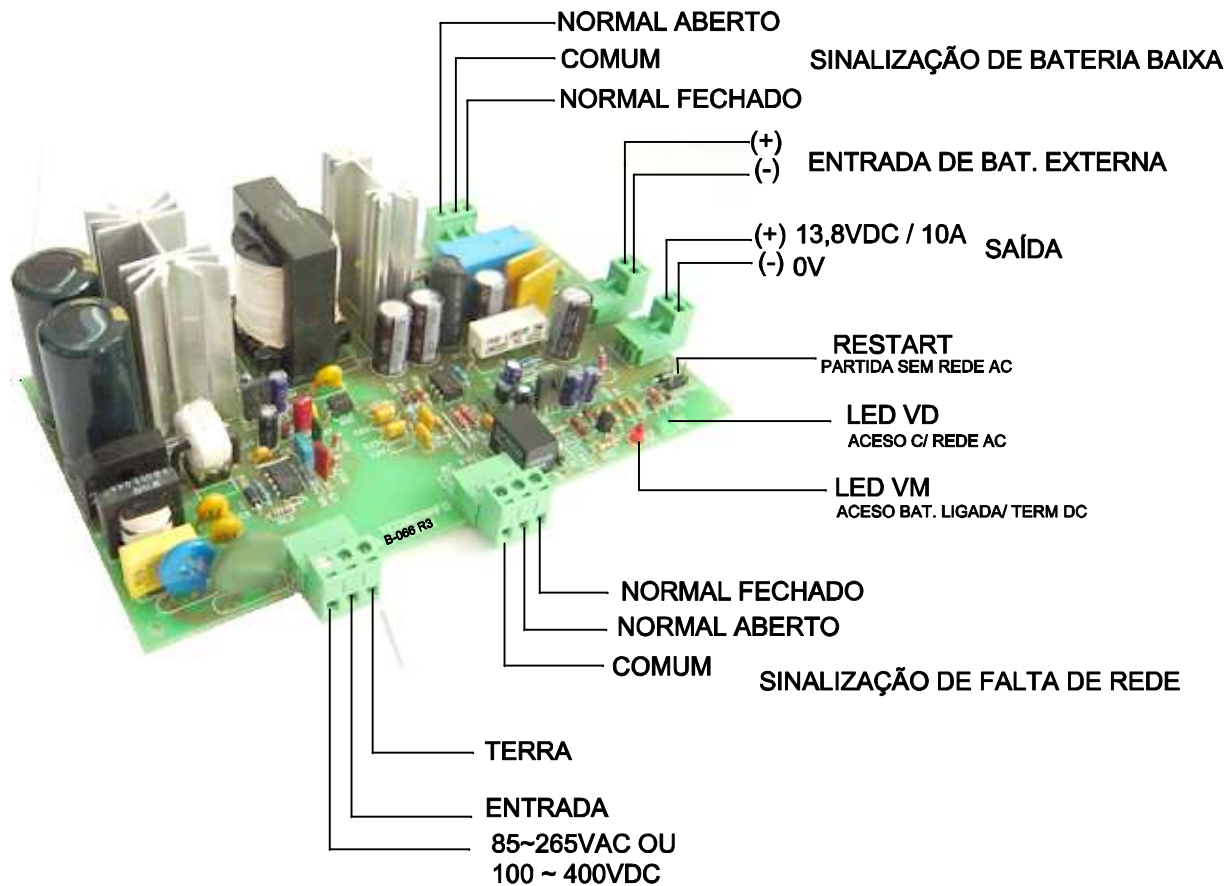 NORMAL ABERTO
COMUM
SINALIZAÇÃO DE BATERIA BAIXA
NORMAL FECHADO
(+)
(-)
ENTRADA DE BAT. EXTERNA
(+) 13,8VDC / 10A
(-) 0V
SAÍDA
RESTART
PARTIDA SEM REDE AC
LED VD
ACESO C/ REDE AC
LED VM
ACESO BAT. LIGADA/ TERM DC
B-066 R3
NORMAL FECHADO
NORMAL ABERTO
COMUM
SINALIZAÇÃO DE FALTA DE REDE
TERRA
ENTRADA
85~265VAC OU
100 ~ 400VDC